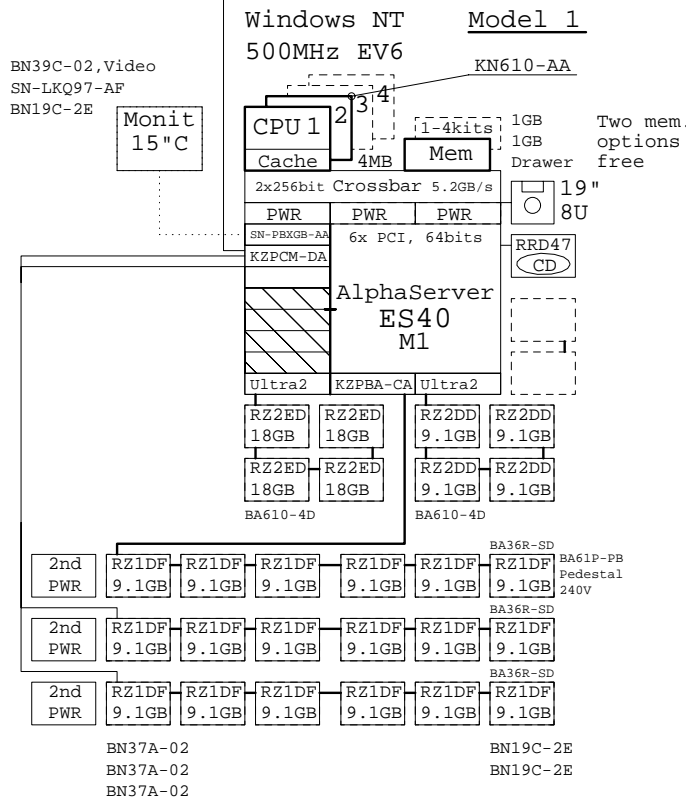 Windows NT Model 1
500MHz EV6
KN610-AA
BN39C-02,Video
SN-LKQ97-AF
BN19C-2E
Monit
15"C
CPU 1 2 3 4
Cache 4MB
1-4kits
Mem
1GB
1GB
Drawer
Two mem.
options
free
2x256bit Crossbar 5.2GB/s
19"
8U
PWR PWR PWR
SN-PBXGB-AA 6x PCI, 64bits
KZPCM-DA
RRD47
CD
AlphaServer
ES40
M1
Ultra2 KZPBA-CA Ultra2
RZ2ED RZ2ED RZ2DD RZ2DD
18GB 18GB 9.1GB 9.1GB
RZ2ED RZ2ED RZ2DD RZ2DD
18GB 18GB 9.1GB 9.1GB
BA610-4D BA610-4D
BA36R-SD
2nd RZ1DF RZ1DF RZ1DF RZ1DF RZ1DF RZ1DF
PWR 9.1GB 9.1GB 9.1GB 9.1GB 9.1GB 9.1GB
BA61P-PB
Pedestal
240V
BA36R-SD
2nd RZ1DF RZ1DF RZ1DF RZ1DF RZ1DF RZ1DF
PWR 9.1GB 9.1GB 9.1GB 9.1GB 9.1GB 9.1GB
BA36R-SD
2nd RZ1DF RZ1DF RZ1DF RZ1DF RZ1DF RZ1DF
PWR 9.1GB 9.1GB 9.1GB 9.1GB 9.1GB 9.1GB
BN37A-02 BN19C-2E
BN37A-02 BN19C-2E
BN37A-02